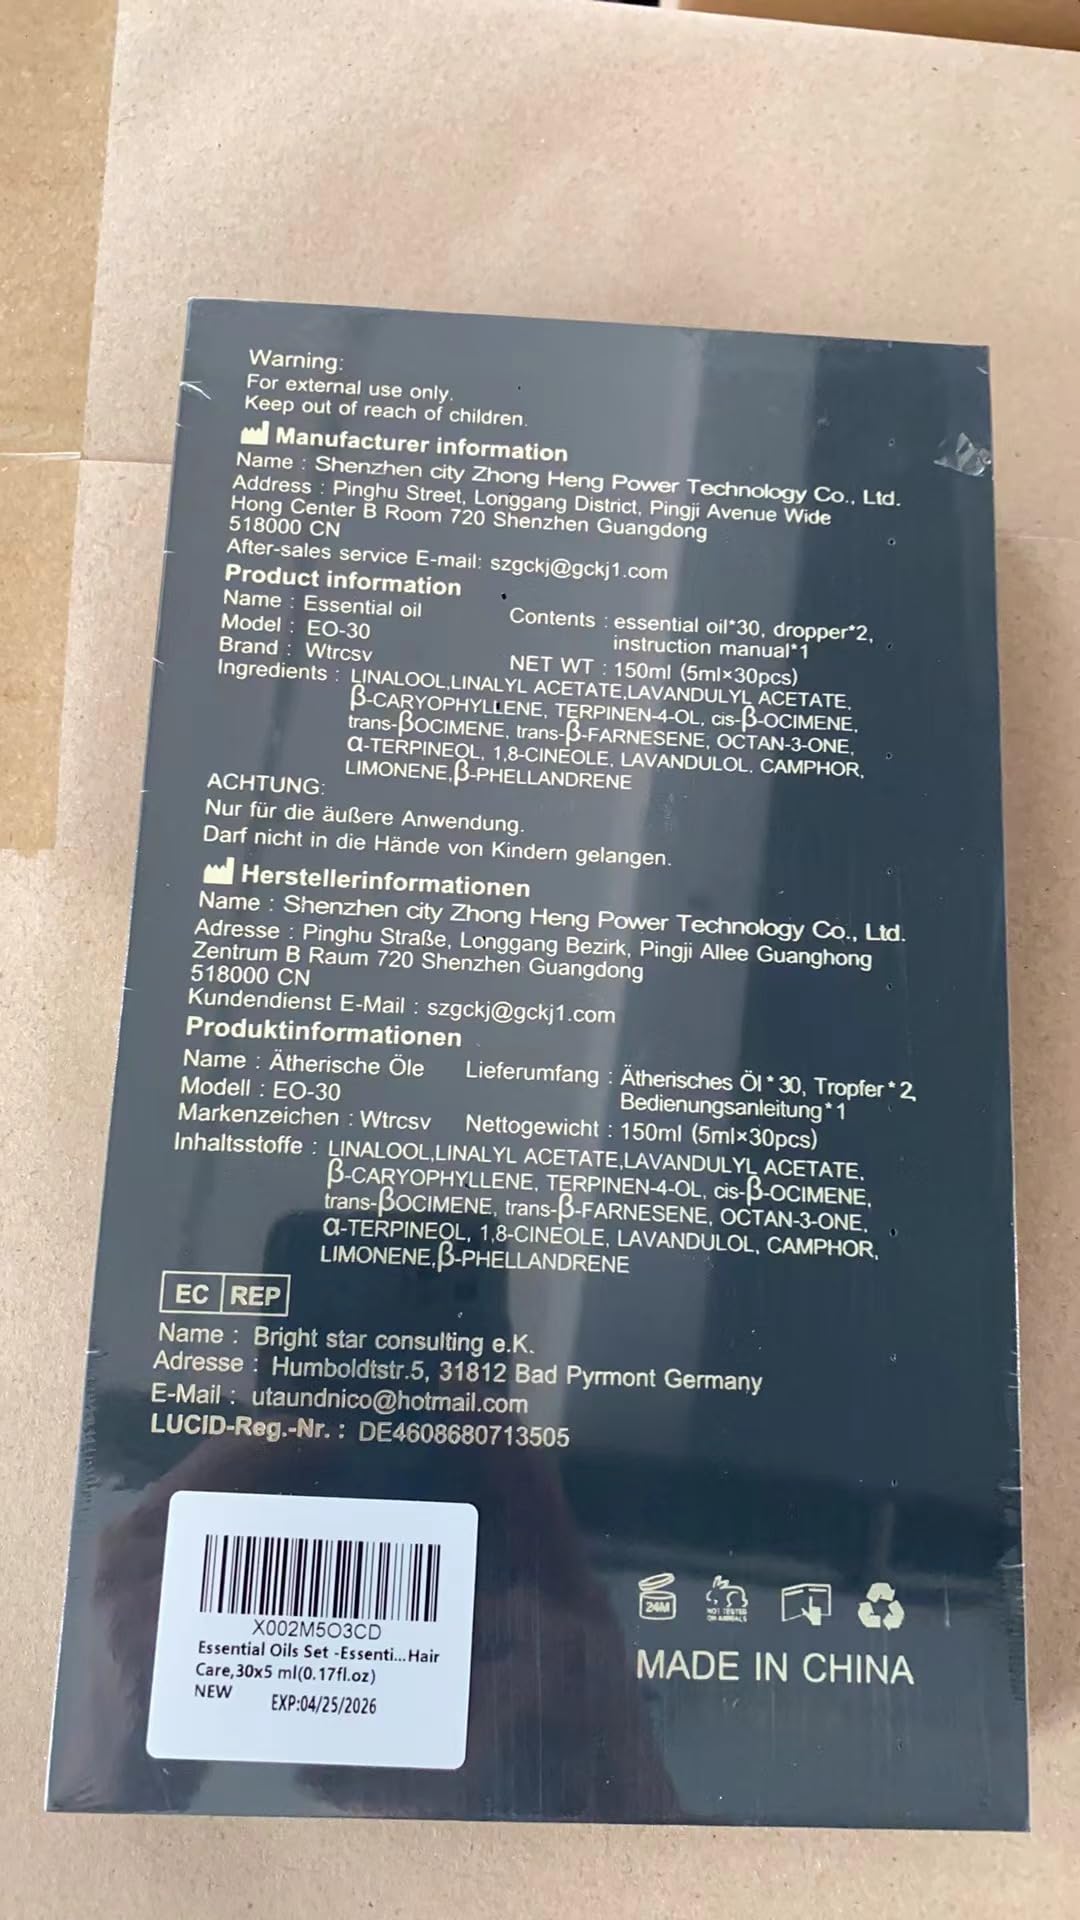 Warning:
For external use only.
Keep out of reach of children.
Manufacturer information
Name : Shenzhen city Zhong Heng Power Technology Co., Ltd.
Address : Pinghu Street, Longgang District, Pingji Avenue Wide
Hong Center B Room 720 Shenzhen Guangdong
518000 CN
After-sales service E-mail: szgckj@gckj1.com
Product information
Name : Essential oil
Model : EO-30
Brand : Wtrcsv
Contents : essential oil*30, dropper*2,
instruction manual*1
NET WT : 150ml (5ml×30pcs)
Ingredients : LINALOOL,LINALYL ACETATE,LAVANDULYL ACETATE,
β-CARYOPHYLLENE, TERPINEN-4-OL, cis-β-OCIMENE,
trans-βOCIMENE, trans-β-FARNESENE, OCTAN-3-ONE,
α-TERPINEOL, 1,8-CINEOLE, LAVANDULOL. CAMPHOR,
LIMONENE,β-PHELLANDRENE
ACHTUNG:
Nur für die äußere Anwendung.
Darf nicht in die Hände von Kindern gelangen.
Herstellerinformationen
Name : Shenzhen city Zhong Heng Power Technology Co., Ltd.
Adresse : Pinghu Straße, Longgang Bezirk, Pingji Allee Guanghong
Zentrum B Raum 720 Shenzhen Guangdong
518000 CN
Kundendienst E-Mail : szgckj@gckj1.com
Produktinformationen
Name : Ätherische Öle
Modell : EO-30
Markenzeichen : Wtrcsv
Lieferumfang : Ätherisches Öl*30, Tropfer*2,
Bedienungsanleitung*1
Nettogewicht : 150ml (5ml×30pcs)
Inhaltsstoffe : LINALOOL,LINALYL ACETATE,LAVANDULYL ACETATE,
β-CARYOPHYLLENE, TERPINEN-4-OL, cis-β-OCIMENE,
trans-βOCIMENE, trans-β-FARNESENE, OCTAN-3-ONE,
α-TERPINEOL, 1,8-CINEOLE, LAVANDULOL, CAMPHOR,
LIMONENE,β-PHELLANDRENE
EC REP
Name : Bright star consulting e.K.
Adresse : Humboldtstr.5, 31812 Bad Pyrmont Germany
E-Mail : utaundnico@hotmail.com
LUCID-Reg.-Nr. : DE4608680713505
X002M5O3CD
Essential Oils Set -Essenti...Hair
Care,30x5 ml(0.17fl.oz)
NEW
EXP:04/25/2026
24M
NOT TESTED
ON ANIMALS
MADE IN CHINA